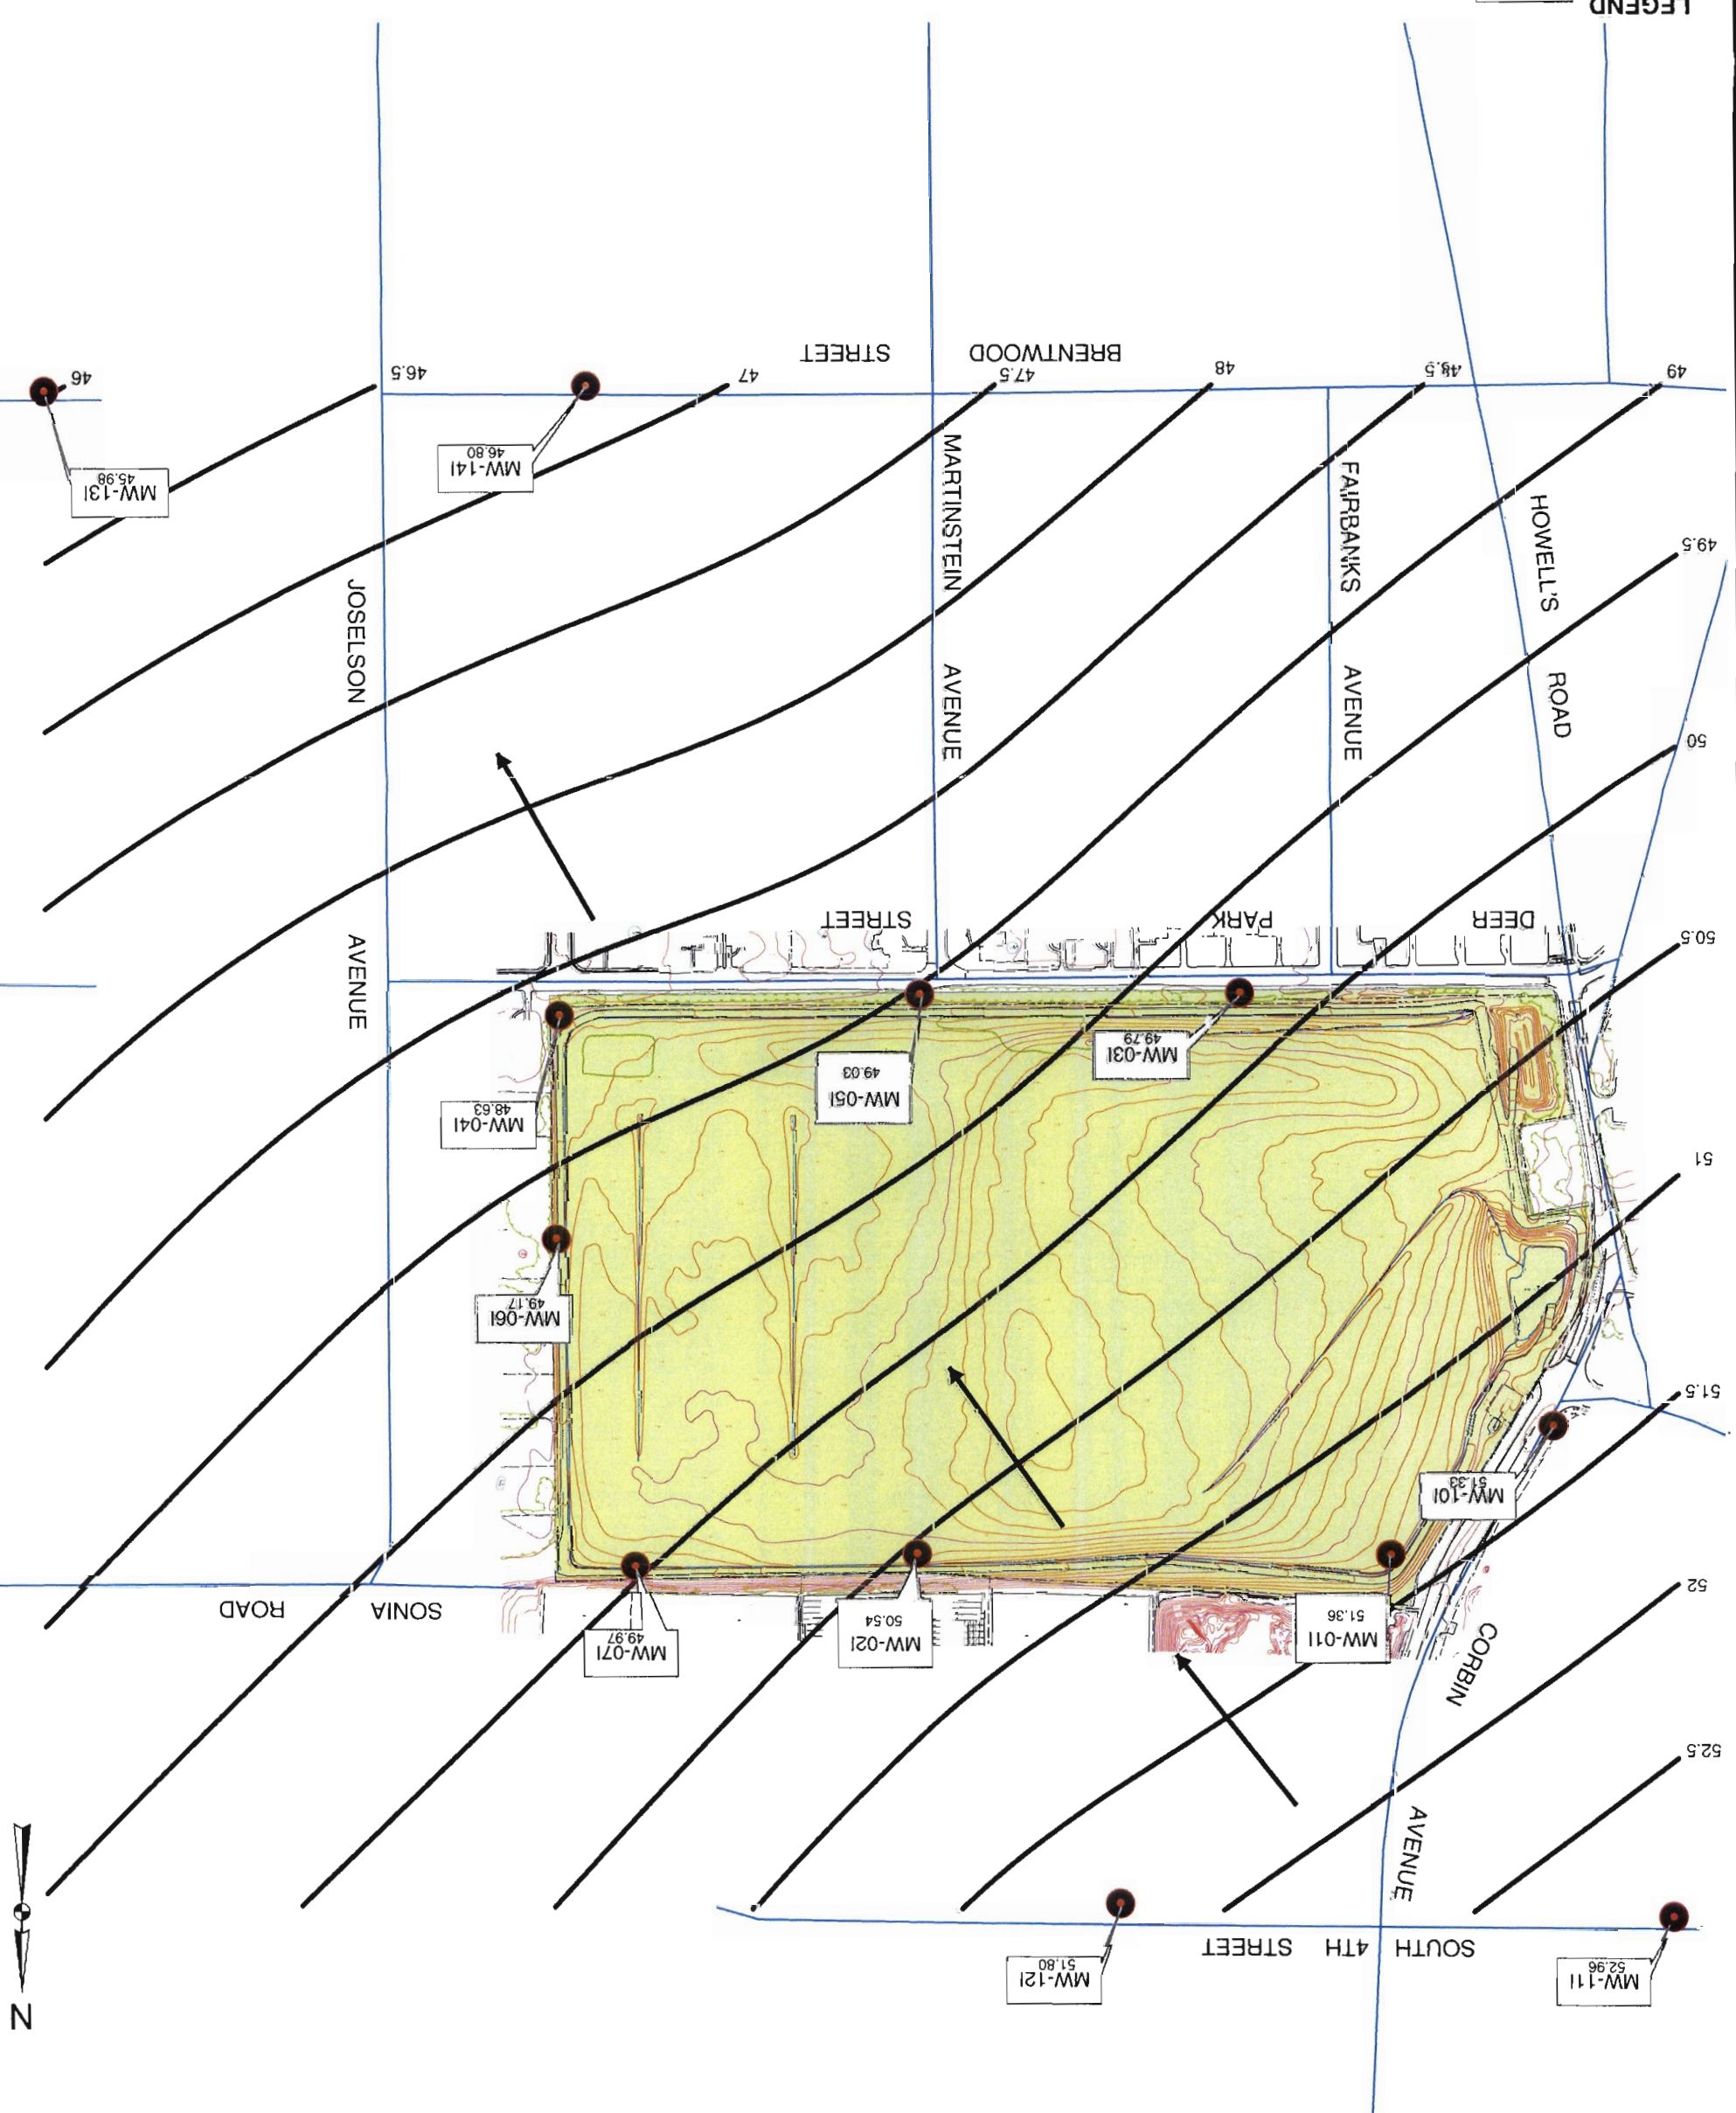 N
MW-11I
52.96
MW-12I
51.80
SOUTH 4TH STREET
CORBIN AVENUE
52.5
52
MW-01I
51.36
MW-02I
50.54
MW-07I
49.97
SONIA ROAD
MW-10I
51.33
51.5
MW-06I
49.17
51
MW-04I
48.63
MW-05I
49.03
MW-03I
49.79
50.5
DEER PARK STREET
50
49.5
HOWELL'S ROAD
FAIRBANKS AVENUE
MARTINSTEIN AVENUE
JOSELSON AVENUE
MW-14I
46.80
MW-13I
45.98
49
48.5
48
47.5
47
46.5
46
BRENTWOOD STREET
LEGEND